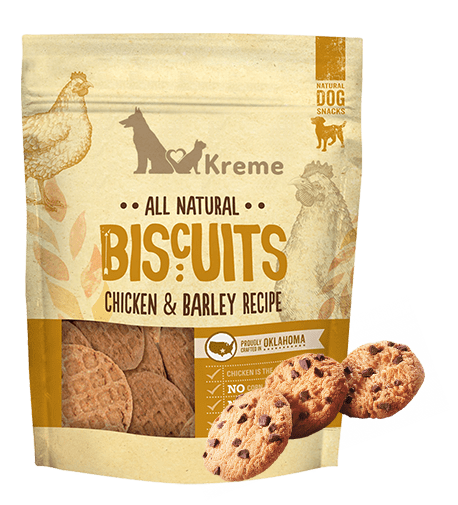 NATURAL
DOG
SNACKS
Kreme
•• ALL NATURAL ••
BISCUITS
CHICKEN & BARLEY RECIPE
PROUDLY
CRAFTED IN OKLAHOMA
CHICKEN IS THE
NO